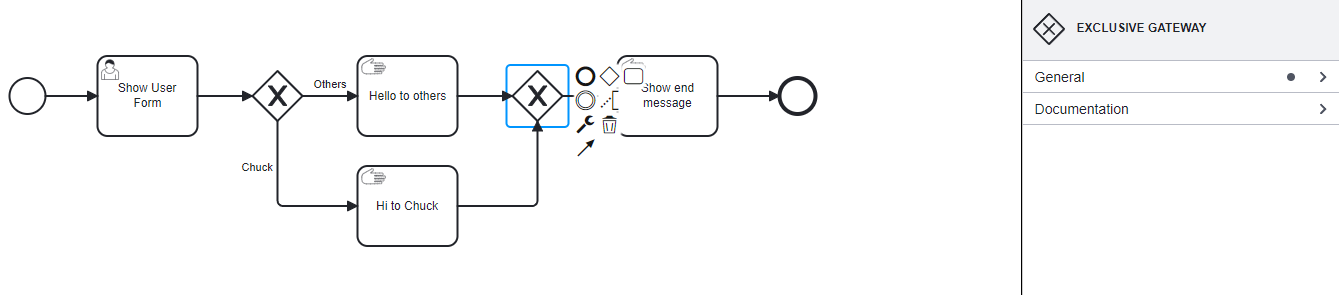 Show User
Form
Others
Hello to others
Show end
message
Chuck
Hi to Chuck
EXCLUSIVE GATEWAY
General
Documentation